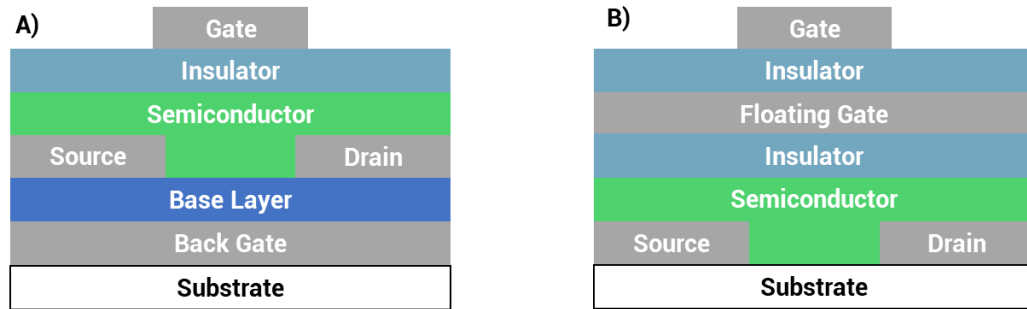 A)
Gate
Insulator
Semiconductor
Source Drain
Base Layer
Back Gate
Substrate
B)
Gate
Insulator
Floating Gate
Insulator
Semiconductor
Source Drain
Substrate